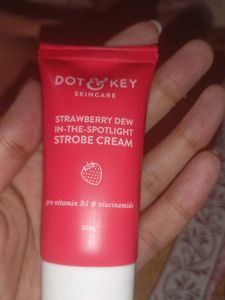 DOT & KEY
SKINCARE
STRAWBERRY DEW
IN-THE-SPOTLIGHT
STROBE CREAM
pro vitamin B5 & niacinamide